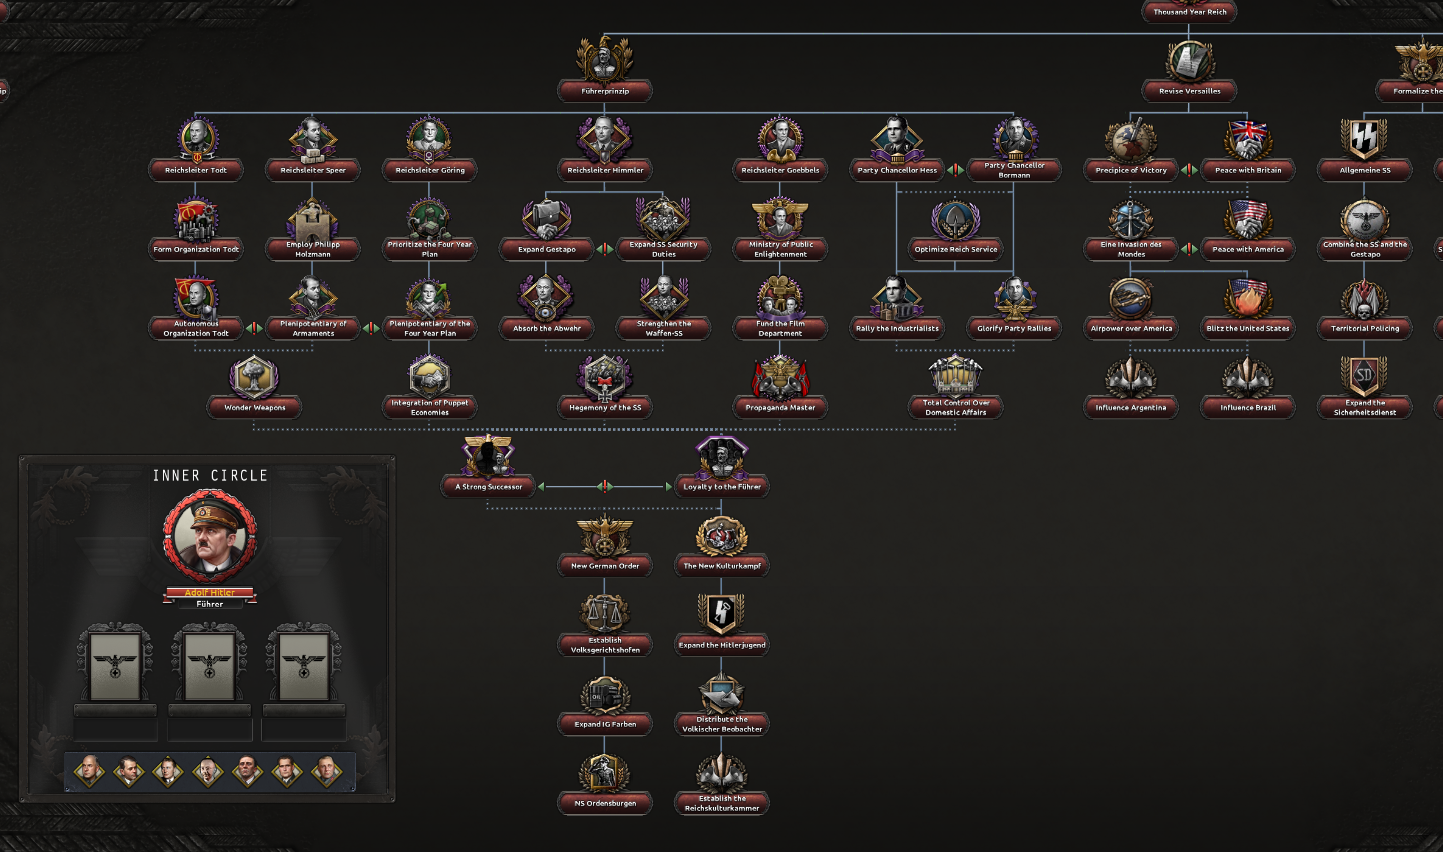 Thousand Year Reich
Führerprinzip
Revise Versailles
Formalize the
ip
Reichsleiter Todt
Reichsleiter Speer
Reichsleiter Göring
Reichsleiter Himmler
Reichsleiter Goebbels
Party Chancellor Hess
Party Chancellor
Bormann
Precipice of Victory
Peace with Britain
Allgemeine SS
Form Organization Todt
Employ Philipp
Holzmann
Prioritize the Four Year
Plan
Expand Gestapo
Expand SS Security
Duties
Ministry of Public
Enlightenment
Optimize Reich Service
Eine Invasion des
Mondes
Peace with America
Combine the SS and the
Gestapo
S
Autonomous
Organization Todt
Plenipotentiary of
Armaments
Plenipotentiary of the
Four Year Plan
Absorb the Abwehr
Strengthen the
Waffen-SS
Fund the Film
Department
Rally the Industrialists
Glorify Party Rallies
Airpower over America
Blitz the United States
Territorial Policing
Wonder Weapons
Integration of Puppet
Economies
Hegemony of the SS
Propaganda Master
Total Control Over
Domestic Affairs
Influence Argentina
Influence Brazil
SD
Expand the
Sicherheitsdienst
A Strong Successor
Loyalty to the Führer
INNER CIRCLE
Adolf Hitler
Führer
New German Order
The New Kulturkampf
Establish
Volksgerichtshofen
Expand the Hitlerjugend
OIL
Expand IG Farben
Distribute the
Volkischer Beobachter
NS Ordensburgen
Establish the
Reichskulturkammer